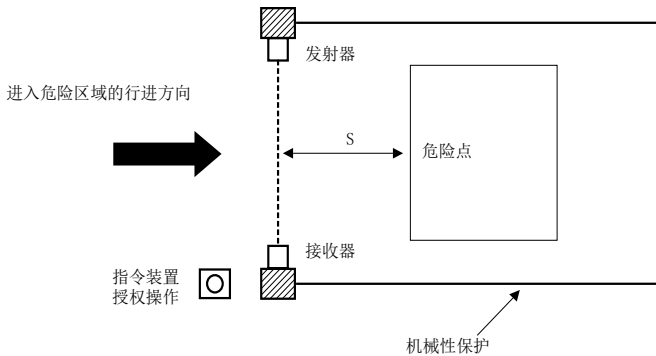 发射器
进入危险区域的行进方向
S
危险点
接收器
指令装置
授权操作
机械性保护